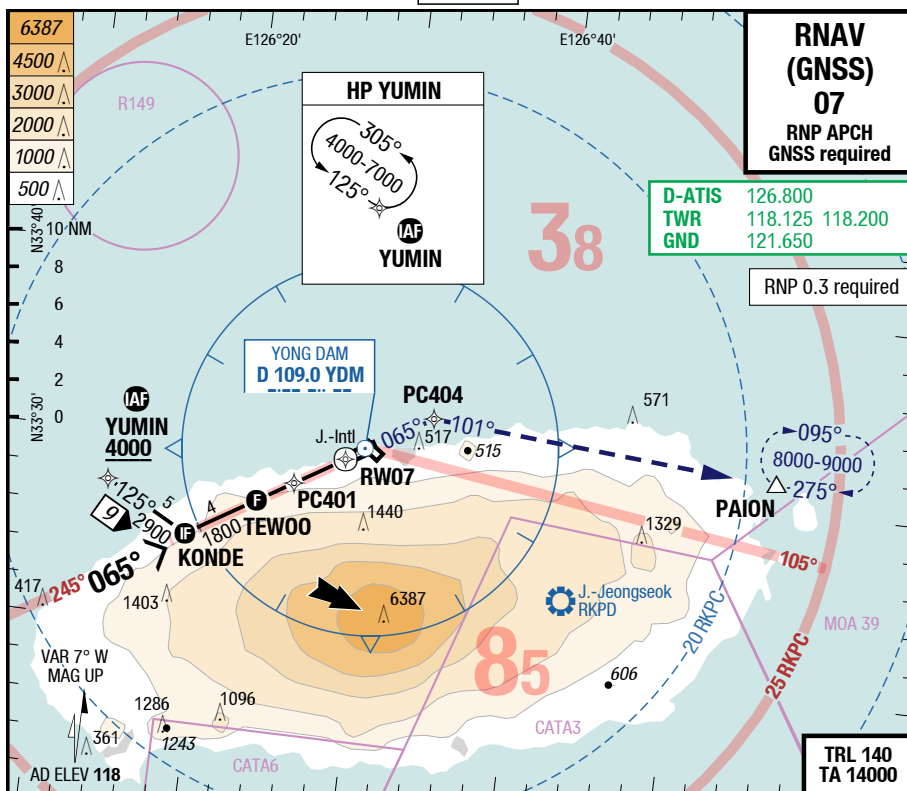 6387
4500
3000
2000
1000
500
E126°20'
E126°40'
R149
HP YUMIN
305°
4000-7000
125°
IAF
YUMIN
RNAV
(GNSS)
07
RNP APCH
GNSS required
D-ATIS 126.800
TWR 118.125 118.200
GND 121.650
RNP 0.3 required
38
N33°40'
10 NM
8
6
4
2
0
N33°30'
YONG DAM
D 109.0 YDM
IAF
YUMIN
4000
PC404
065°
101°
571
517
515
J.-Intl
RW07
PC401
095°
8000-9000
275°
PAION
125°
5
2900
9
4
1800
F
TEWOO
IF
KONDE
065°
245°
417
1440
1329
105°
1403
6387
J.-Jeongseok
RKPD
85
606
20 RKPC
25 RKPC
MOA 39
VAR 7° W
MAG UP
1286
1243
1096
361
AD ELEV 118
CATA6
CATA3
TRL 140
TA 14000